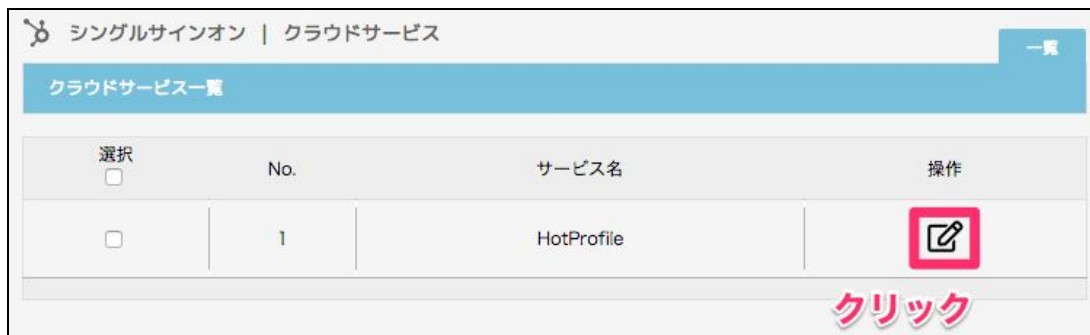 シングルサインオン | クラウドサービス
一覧
クラウドサービス一覧
選択 No. サービス名 操作
1 HotProfile
クリック